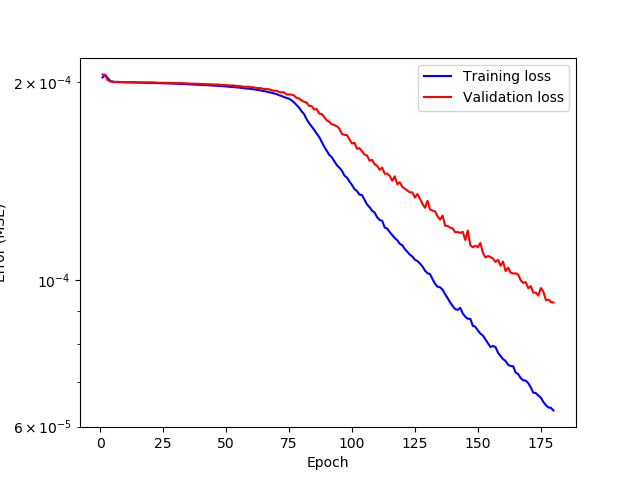 Training loss
Validation loss
2 × 10⁻⁴
10⁻⁴
6 × 10⁻⁵
(MSE)
0 25 50 75 100 125 150 175
Epoch